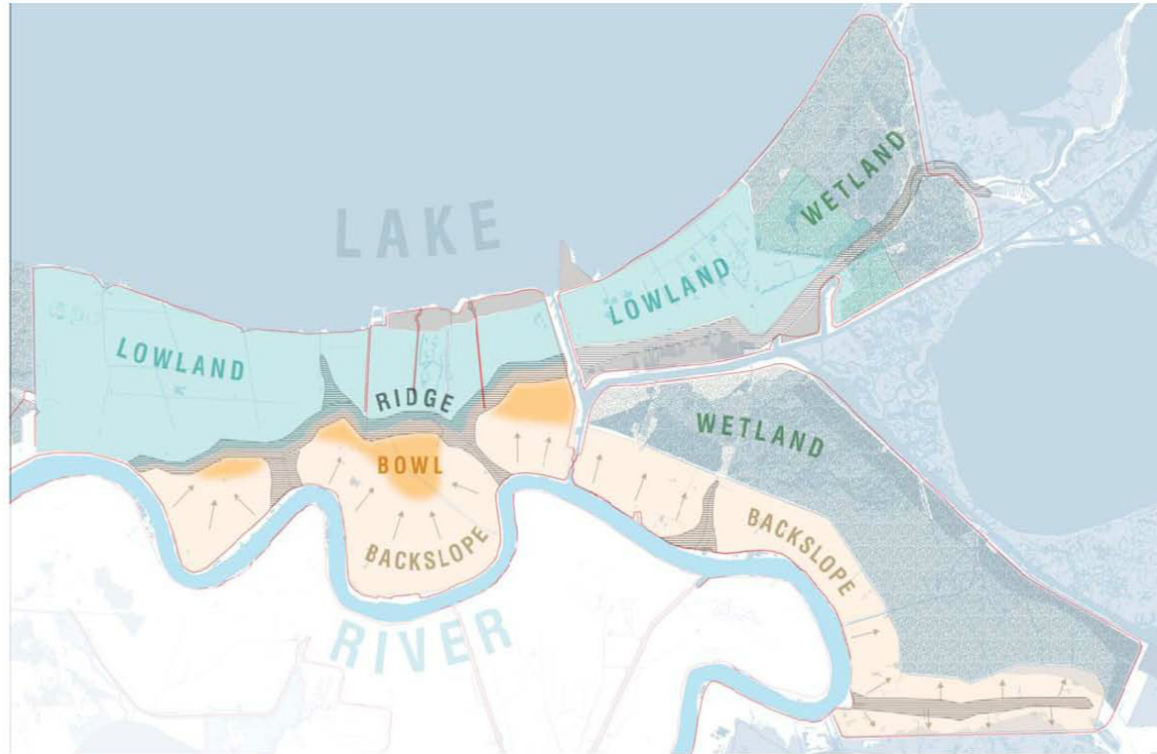 LAKE
WETLAND
LOWLAND
LOWLAND
RIDGE
WETLAND
BOWL
BACKSLOPE
BACKSLOPE
RIVER